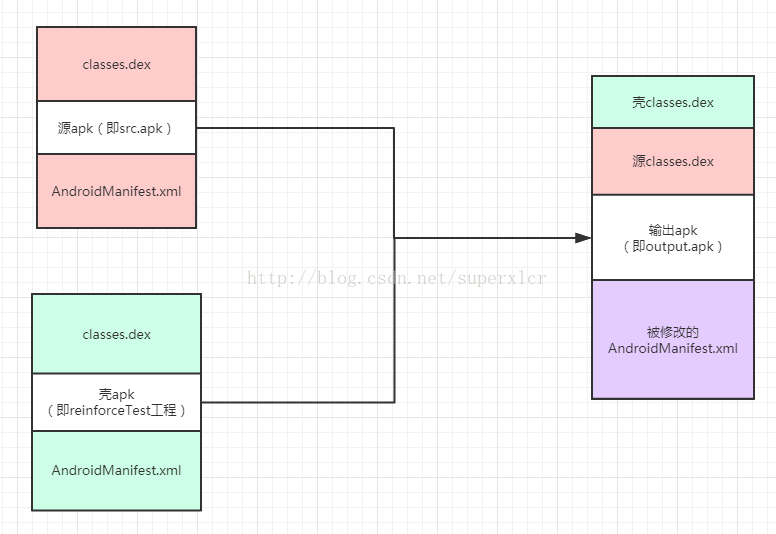 classes.dex
源apk（即src.apk）
AndroidManifest.xml
classes.dex
壳apk
（即reinforceTest工程）
AndroidManifest.xml
壳classes.dex
源classes.dex
输出apk
（即output.apk）
被修改的
AndroidManifest.xml
http://blog.csdn.net/superxlcr